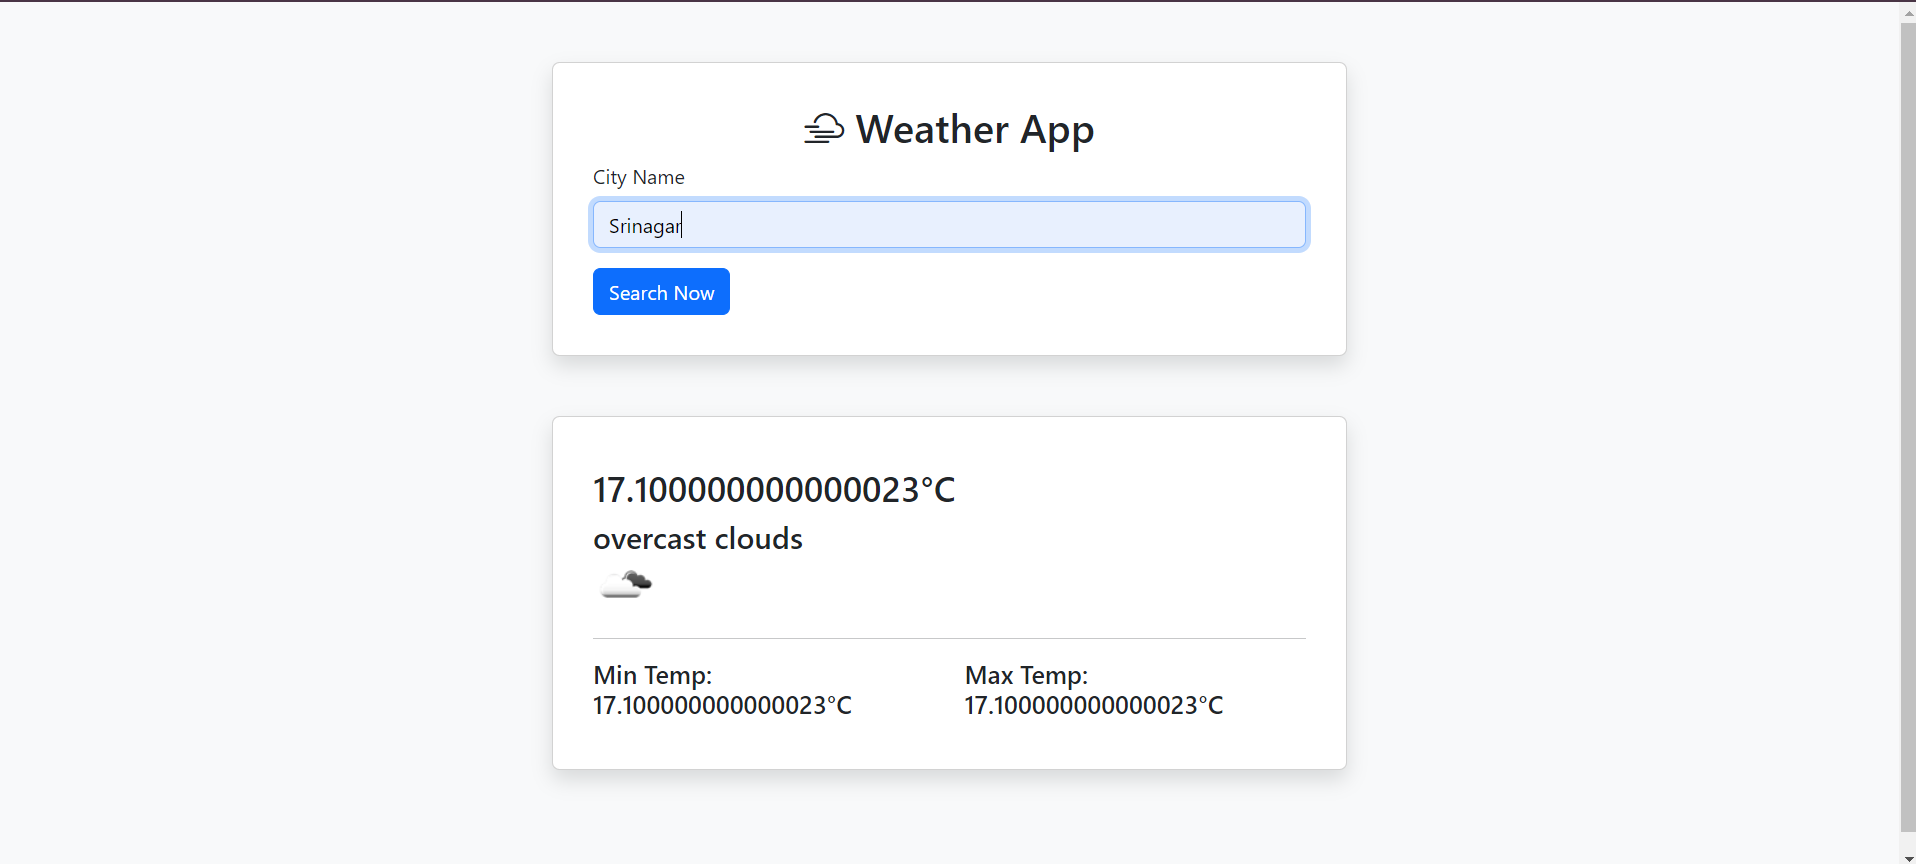 Weather App
City Name
Srinagar
Search Now
17.100000000000023°C
overcast clouds
Min Temp:
17.100000000000023°C
Max Temp:
17.100000000000023°C